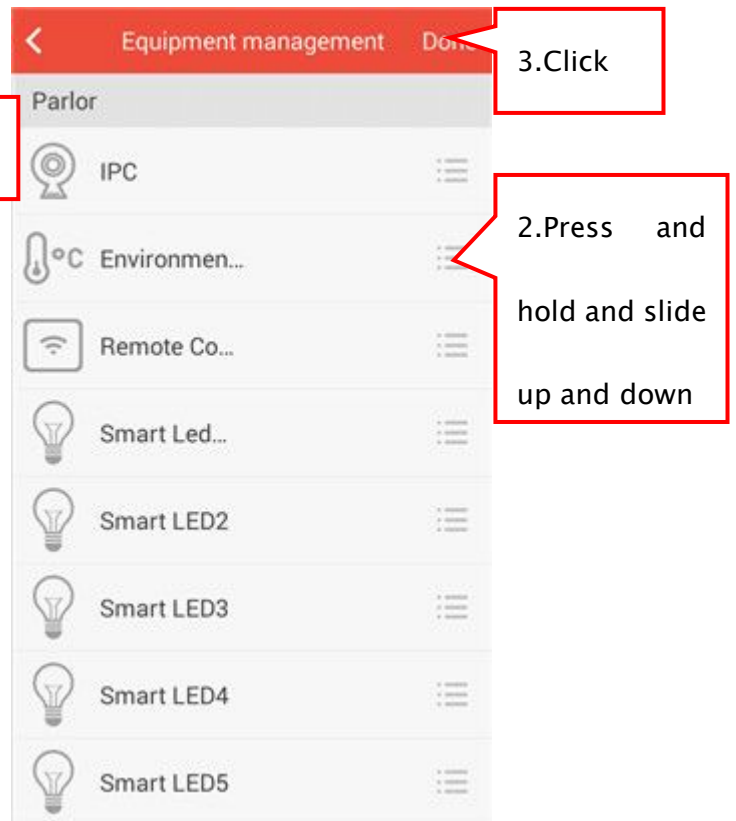 Equipment management Done
3.Click
Parlor
IPC
2.Press and
hold and slide
up and down
°C Environmen...
Remote Co...
Smart Led...
Smart LED2
Smart LED3
Smart LED4
Smart LED5